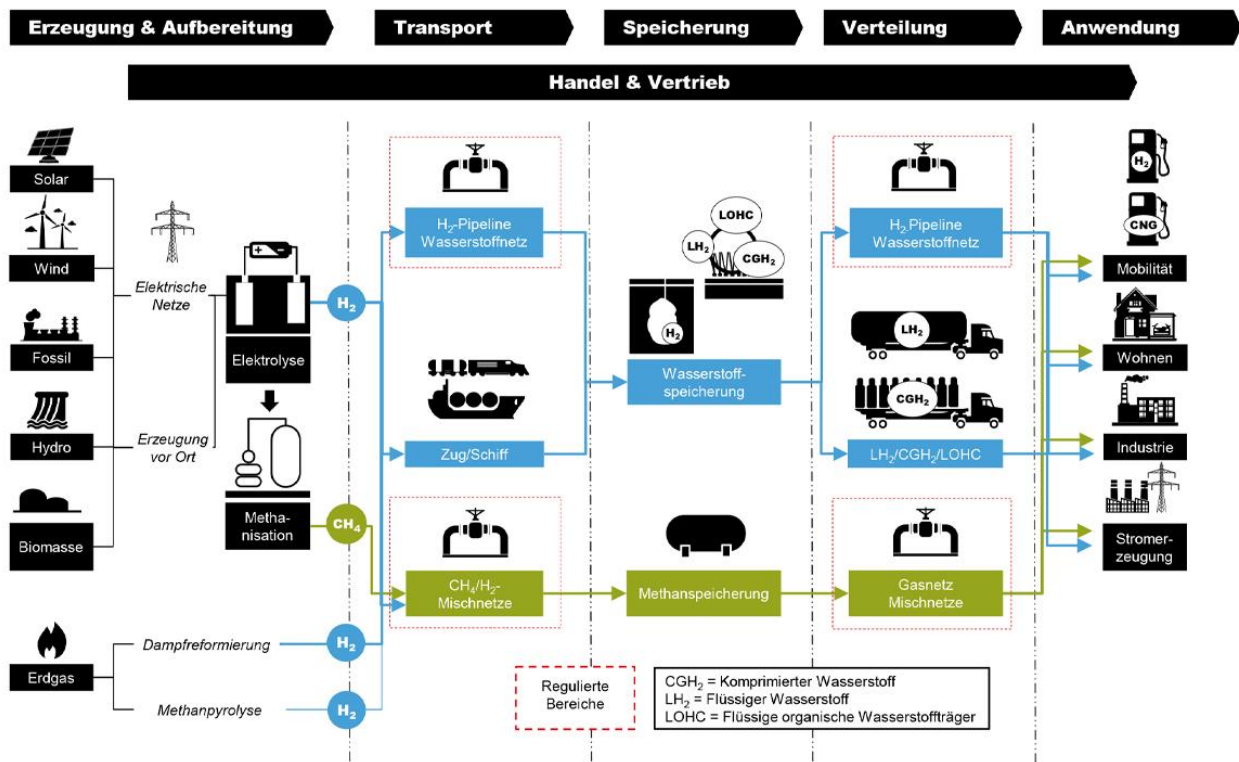 Erzeugung & Aufbereitung
Transport
Speicherung
Verteilung
Anwendung
Handel & Vertrieb
Solar
Wind
Fossil
Hydro
Biomasse
Erdgas
Elektrische
Netze
Erzeugung
vor Ort
Dampfreformierung
Methanpyrolyse
Elektrolyse
Metha-
nisation
H₂
CH₄
H₂
H₂
H₂-Pipeline
Wasserstoffnetz
Zug/Schiff
CH₄/H₂-
Mischnetze
LOHC
LH₂
CGH₂
H₂
Wasserstoff-
speicherung
Methanspeicherung
H₂.Pipeline
Wasserstoffnetz
LH₂
CGH₂
LH₂/CGH₂/LOHC
Gasnetz
Mischnetze
H₂
CNG
Mobilität
Wohnen
Industrie
Stromer-
zeugung
Regulierte
Bereiche
CGH₂ = Komprimierter Wasserstoff
LH₂ = Flüssiger Wasserstoff
LOHC = Flüssige organische Wasserstoffträger